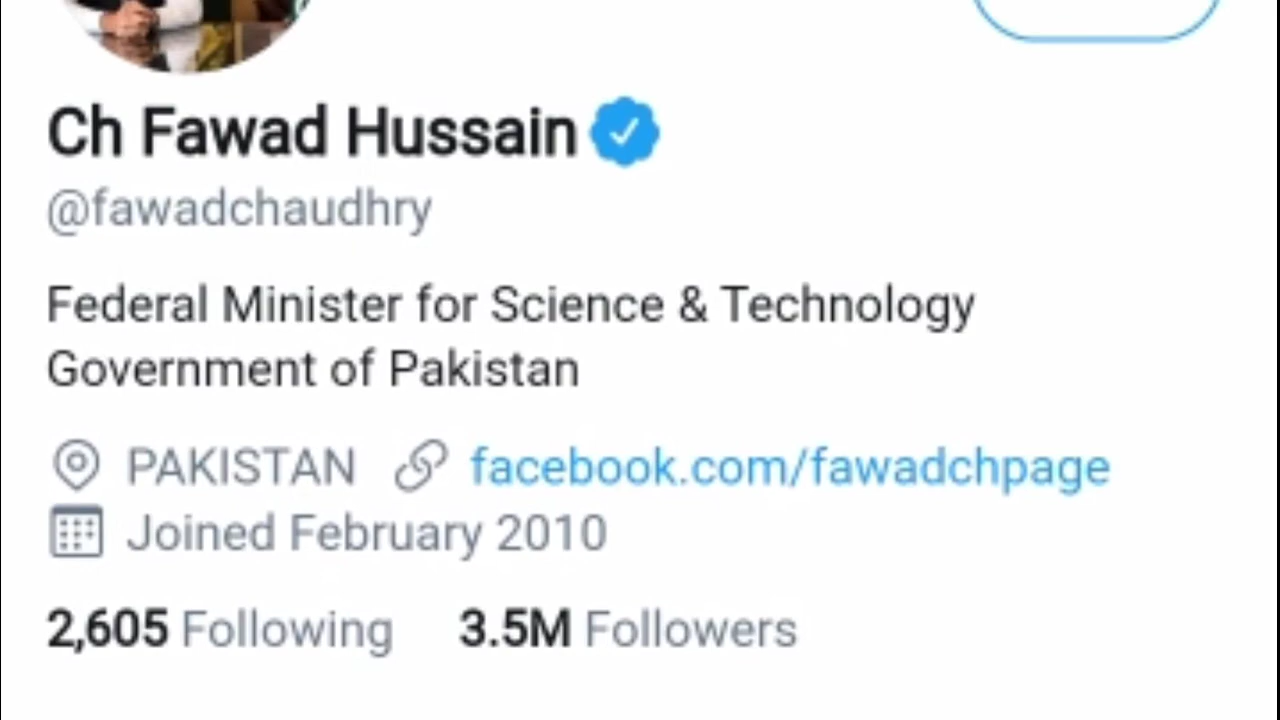 Ch Fawad Hussain
@fawadchaudhry
Federal Minister for Science & Technology
Government of Pakistan
PAKISTAN facebook.com/fawadchpage
Joined February 2010
2,605 Following 3.5M Followers